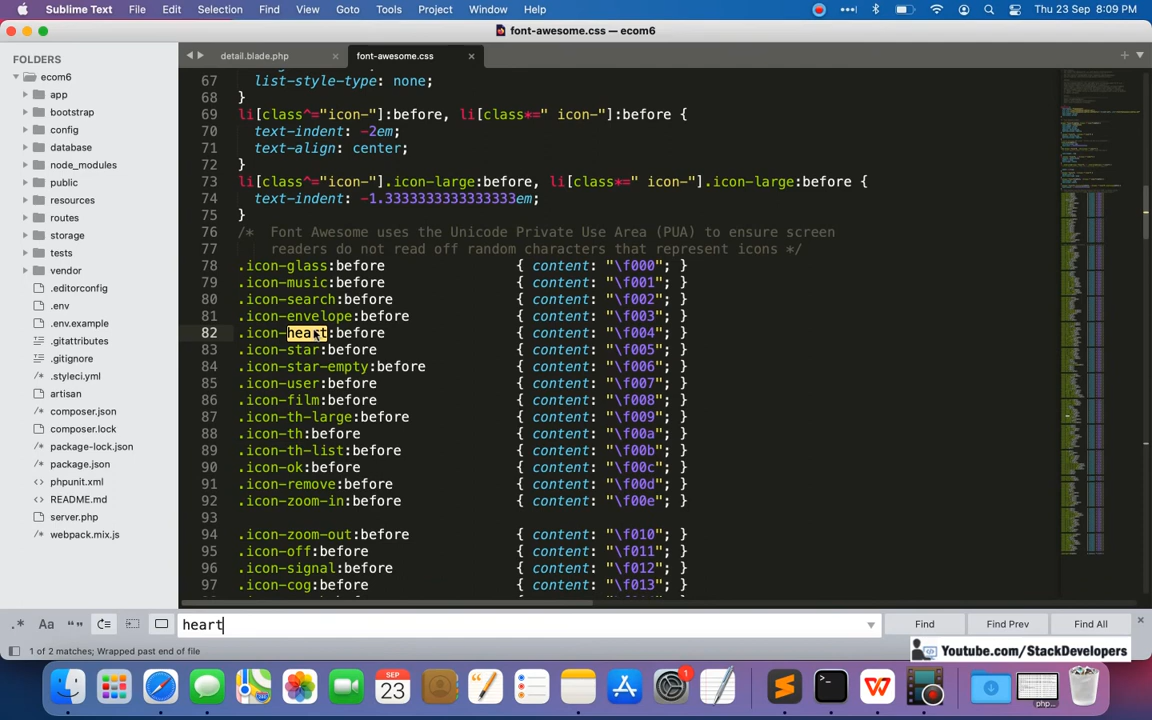 Sublime Text File Edit Selection Find View Goto Tools Project Window Help Thu 23 Sep 8:09 PM
font-awesome.css — ecom6
FOLDERS
ecom6
app
bootstrap
config
database
node_modules
public
resources
routes
storage
tests
vendor
.editorconfig
.env
.env.example
.gitattributes
.gitignore
.styleci.yml
artisan
composer.json
composer.lock
package-lock.json
package.json
phpunit.xml
README.md
server.php
webpack.mix.js
detail.blade.php font-awesome.css
67 list-style-type: none;
68 }
69 li[class^="icon-"]:before, li[class*=" icon-"]:before {
70 text-indent: -2em;
71 text-align: center;
72 }
73 li[class^="icon-"].icon-large:before, li[class*=" icon-"].icon-large:before {
74 text-indent: -1.3333333333333333em;
75 }
76 /* Font Awesome uses the Unicode Private Use Area (PUA) to ensure screen
77 readers do not read off random characters that represent icons */
78 .icon-glass:before { content: "\f000"; }
79 .icon-music:before { content: "\f001"; }
80 .icon-search:before { content: "\f002"; }
81 .icon-envelope:before { content: "\f003"; }
82 .icon-heart:before { content: "\f004"; }
83 .icon-star:before { content: "\f005"; }
84 .icon-star-empty:before { content: "\f006"; }
85 .icon-user:before { content: "\f007"; }
86 .icon-film:before { content: "\f008"; }
87 .icon-th-large:before { content: "\f009"; }
88 .icon-th:before { content: "\f00a"; }
89 .icon-th-list:before { content: "\f00b"; }
90 .icon-ok:before { content: "\f00c"; }
91 .icon-remove:before { content: "\f00d"; }
92 .icon-zoom-in:before { content: "\f00e"; }
93
94 .icon-zoom-out:before { content: "\f010"; }
95 .icon-off:before { content: "\f011"; }
96 .icon-signal:before { content: "\f012"; }
97 .icon-cog:before { content: "\f013"; }
heart Find Find Prev Find All
1 of 2 matches; Wrapped past end of file
Youtube.com/StackDevelopers
SEP
23
1
php...